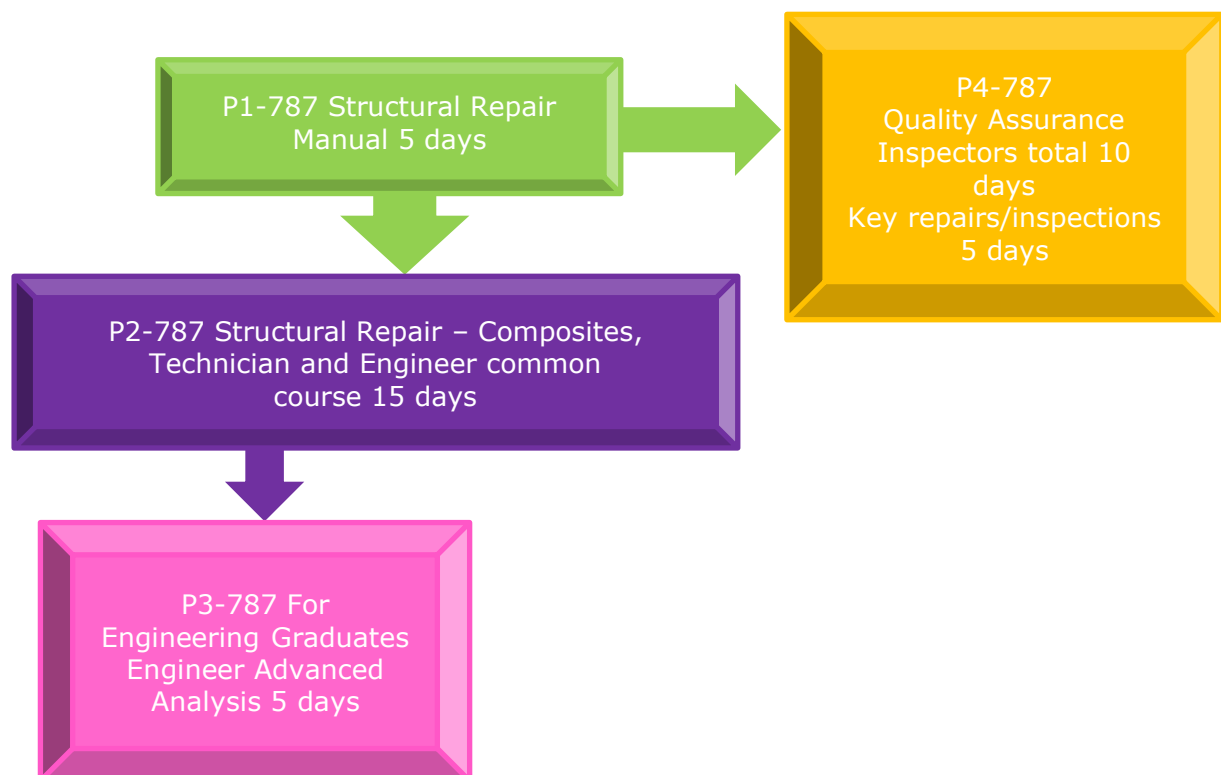 P1-787 Structural Repair
Manual 5 days
P4-787
Quality Assurance
Inspectors total 10
days
Key repairs/inspections
5 days
P2-787 Structural Repair – Composites,
Technician and Engineer common
course 15 days
P3-787 For
Engineering Graduates
Engineer Advanced
Analysis 5 days